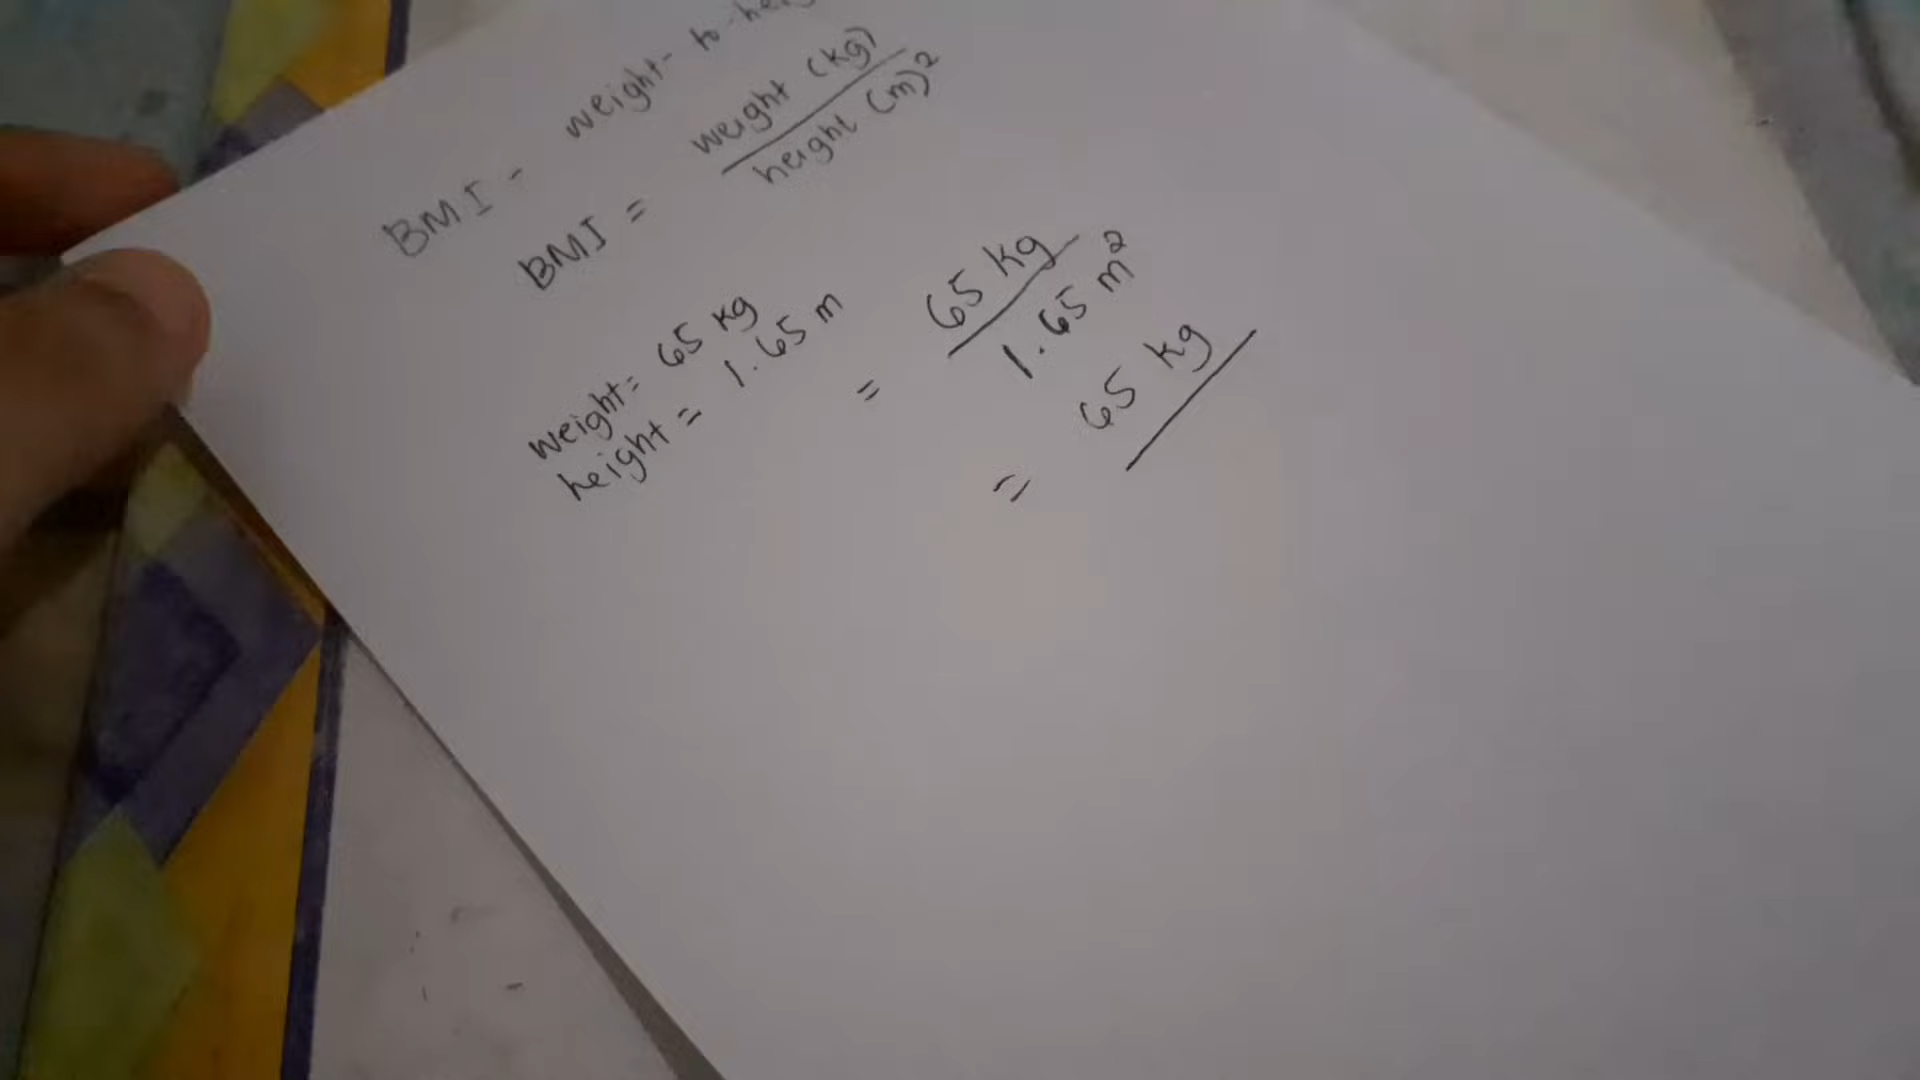 BMI - weight- to-
BMI = weight (kg)
height (m)²
weight= 65 kg
height = 1.65 m
= 65 kg
1.65 m²
= 65 kg